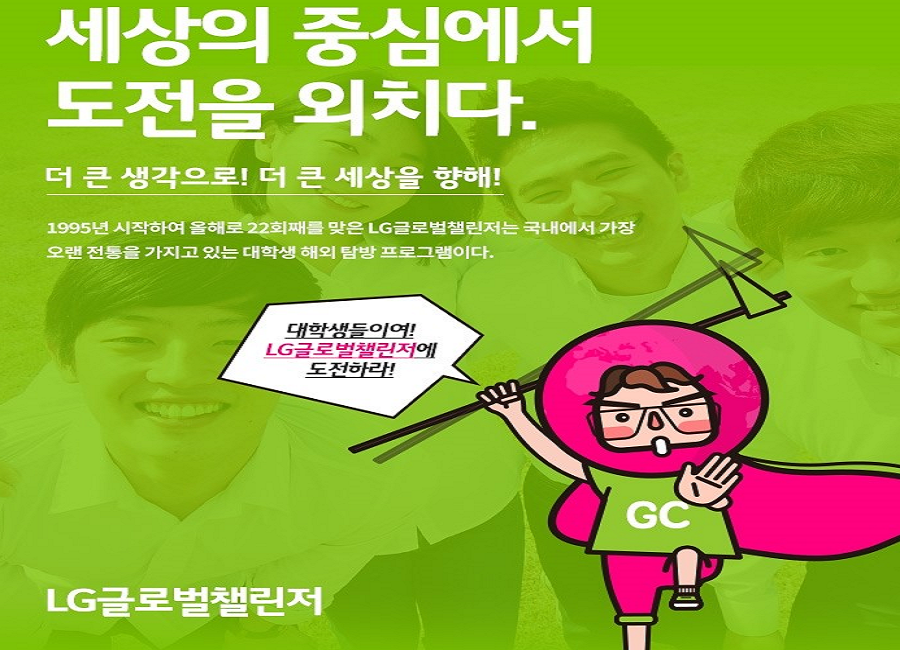 세상의 중심에서
도전을 외치다.
더 큰 생각으로! 더 큰 세상을 향해!
1995년 시작하여 올해로 22회째를 맞은 LG글로벌챌린저는 국내에서 가장
오랜 전통을 가지고 있는 대학생 해외 탐방 프로그램이다.
대학생들이여!
LG글로벌챌린저에
도전하라!
GC
LG글로벌챌린저